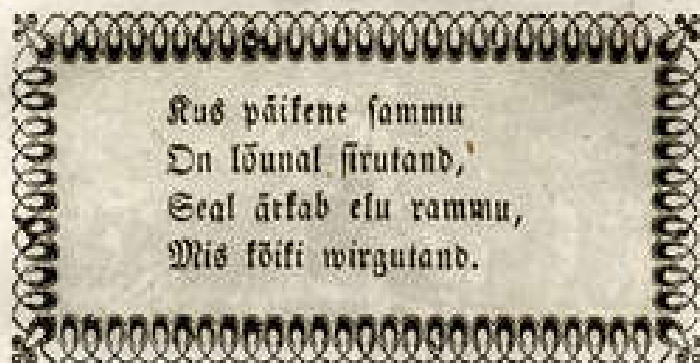 Kus päikene sammu
On lõunal sirutand,
Seal ärkab elu rammu,
Mis kõiki wirgutand.